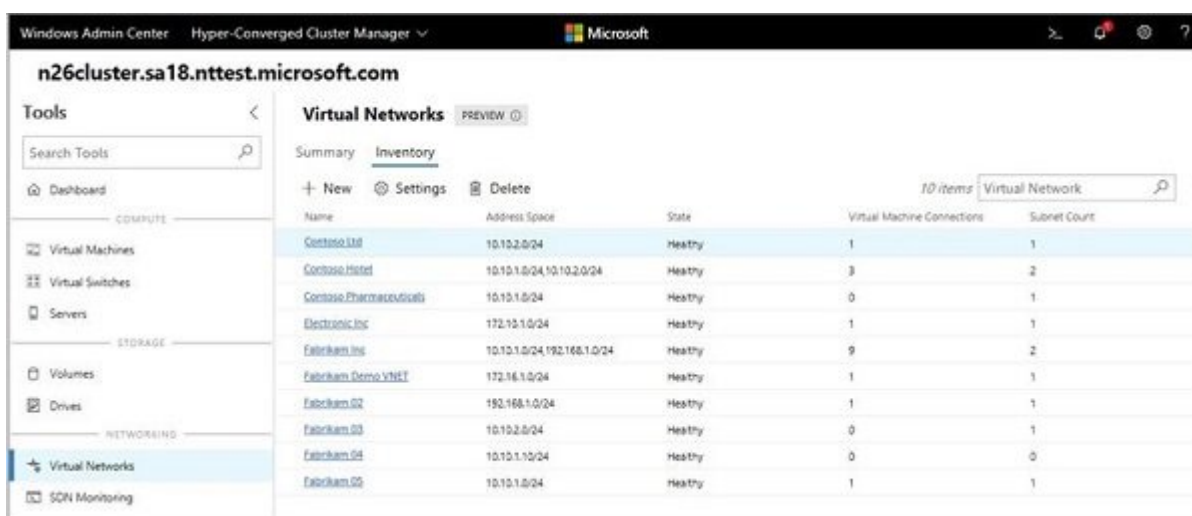 Windows Admin Center Hyper-Converged Cluster Manager Microsoft ?
n26cluster.sa18.nttest.microsoft.com
Tools
Search Tools
Dashboard
COMPUTE
Virtual Machines
Virtual Switches
Servers
STORAGE
Volumes
Drives
NETWORKING
Virtual Networks
SDN Monitoring
Virtual Networks PREVIEW
Summary Inventory
New Settings Delete 10 items Virtual Network
Name Address Space State Virtual Machine Connections Subnet Count
Contoso Ltd 10.10.2.0/24 Healthy 1 1
Contoso Hotel 10.10.1.0/24,10.10.2.0/24 Healthy 3 2
Contoso Pharmaceuticals 10.10.1.0/24 Healthy 0 1
Electronic Inc 172.10.1.0/24 Healthy 1 1
Fabrikam Inc 10.10.1.0/24,192.168.1.0/24 Healthy 9 2
Fabrikam Demo VNET 172.16.1.0/24 Healthy 1 1
Fabrikam 02 192.168.1.0/24 Healthy 1 1
Fabrikam 03 10.10.2.0/24 Healthy 0 1
Fabrikam 04 10.10.1.10/24 Healthy 0 0
Fabrikam 05 10.10.1.0/24 Healthy 1 1